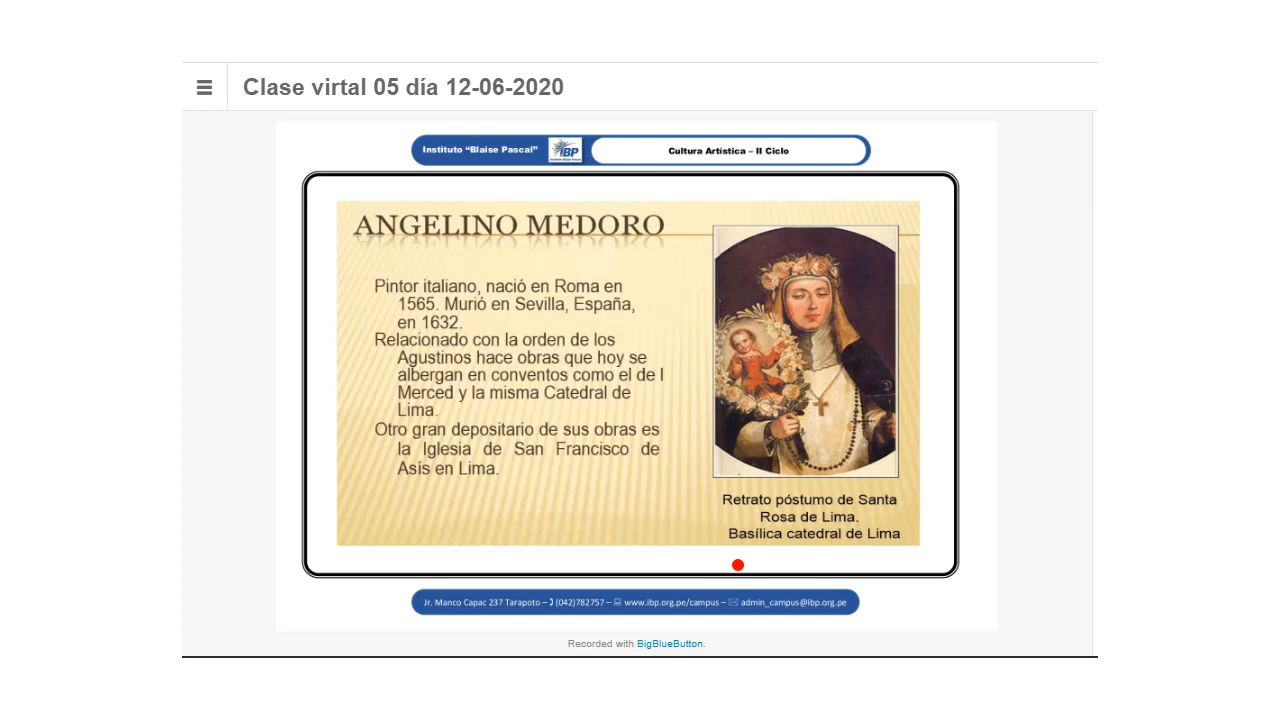 Clase virtal 05 día 12-06-2020
Instituto “Blaise Pascal”
IBP
Cultura Artística – II Ciclo
ANGELINO MEDORO
Pintor italiano, nació en Roma en
1565. Murió en Sevilla, España,
en 1632.
Relacionado con la orden de los
Agustinos hace obras que hoy se
albergan en conventos como el de l
Merced y la misma Catedral de
Lima.
Otro gran depositario de sus obras es
la Iglesia de San Francisco de
Asís en Lima.
Retrato póstumo de Santa
Rosa de Lima.
Basílica catedral de Lima
Jr. Manco Capac 237 Tarapoto – (042)782757 – www.ibp.org.pe/campus – admin_campus@ibp.org.pe
Recorded with BigBlueButton.